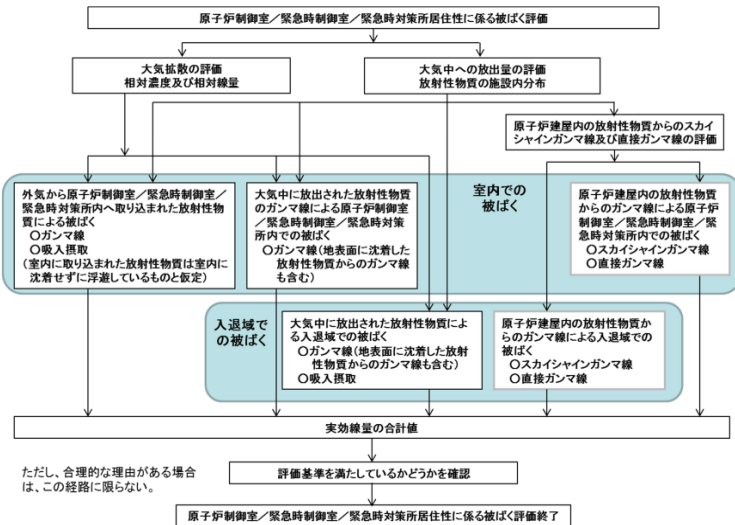 原子炉制御室／緊急時制御室／緊急時対策所居住性に係る被ばく評価
大気拡散の評価
相対濃度及び相対線量
大気中への放出量の評価
放射性物質の施設内分布
原子炉建屋内の放射性物質からのスカイ
シャインガンマ線及び直接ガンマ線の評価
室内での
被ばく
外気から原子炉制御室／緊急時制御室／
緊急時対策所内へ取り込まれた放射性物
質による被ばく
○ガンマ線
○吸入摂取
(室内に取り込まれた放射性物質は室内に
沈着せずに浮遊しているものと仮定)
大気中に放出された放射性物質
のガンマ線による原子炉制御室
／緊急時制御室／緊急時対策
所内での被ばく
○ガンマ線(地表面に沈着した
放射性物質からのガンマ線
も含む)
原子炉建屋内の放射性物質
からのガンマ線による原子炉
制御室／緊急時制御室／緊
急時対策所内での被ばく
○スカイシャインガンマ線
○直接ガンマ線
入退域で
の被ばく
大気中に放出された放射性物質によ
る入退域での被ばく
○ガンマ線(地表面に沈着した放射
性物質からのガンマ線も含む)
○吸入摂取
原子炉建屋内の放射性物質か
らのガンマ線による入退域での
被ばく
○スカイシャインガンマ線
○直接ガンマ線
実効線量の合計値
ただし、合理的な理由がある場合
は、この経路に限らない。
評価基準を満たしているかどうかを確認
原子炉制御室／緊急時制御室／緊急時対策所居住性に係る被ばく評価終了